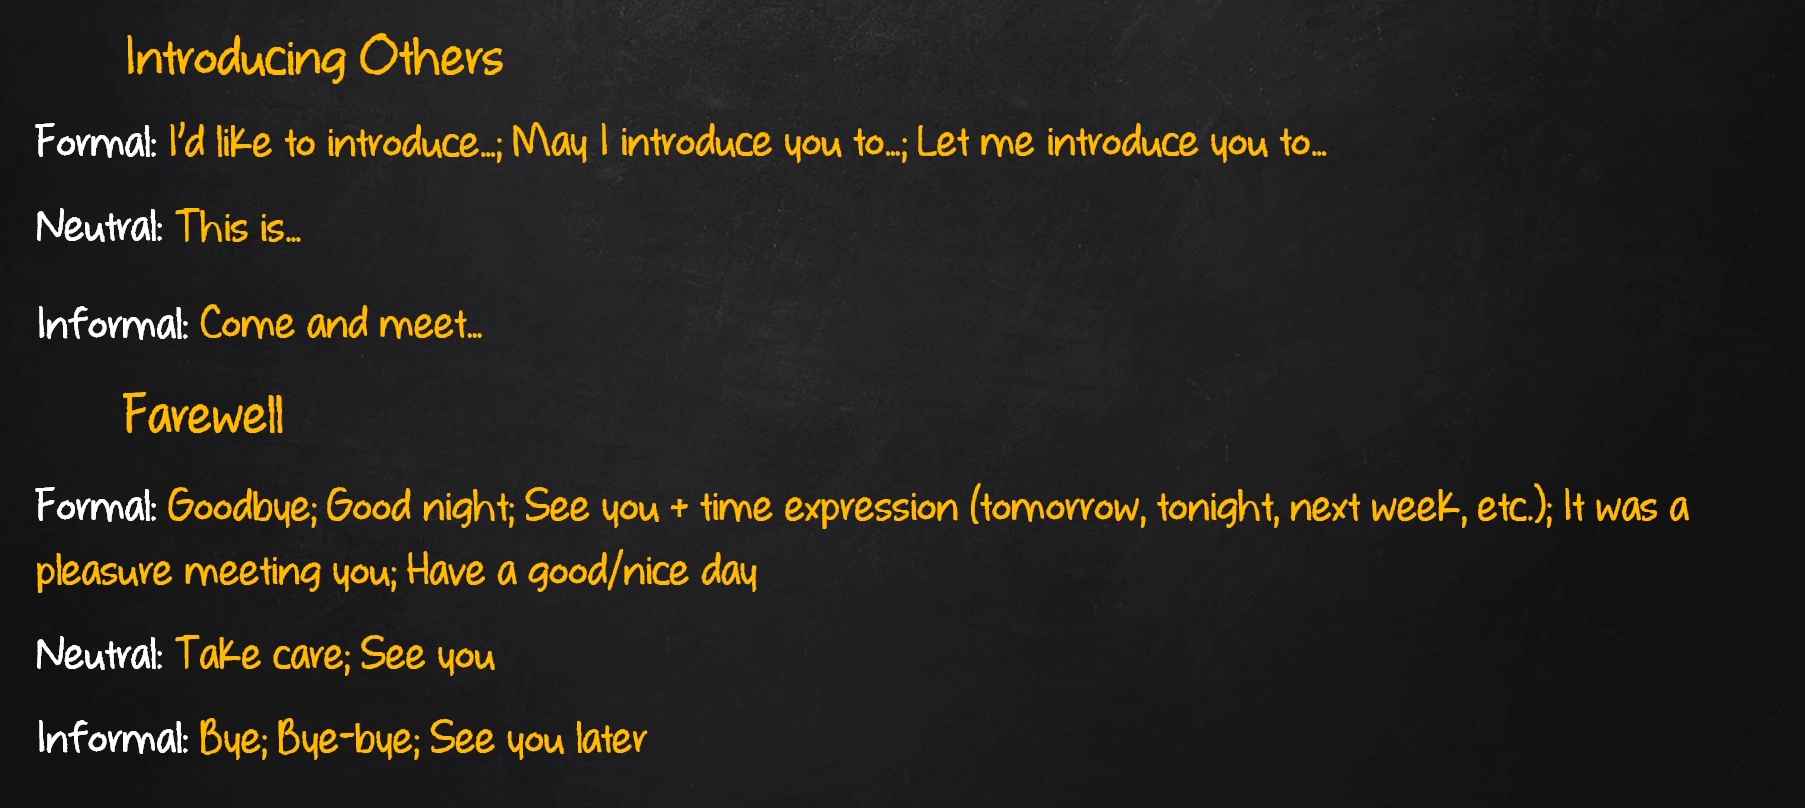 Introducing Others
Formal: I'd like to introduce...; May I introduce you to...; Let me introduce you to...
Neutral: This is...
Informal: Come and meet...
Farewell
Formal: Goodbye; Good night; See you + time expression (tomorrow, tonight, next week, etc.); It was a
pleasure meeting you; Have a good/nice day
Neutral: Take care; See you
Informal: Bye; Bye-bye; See you later